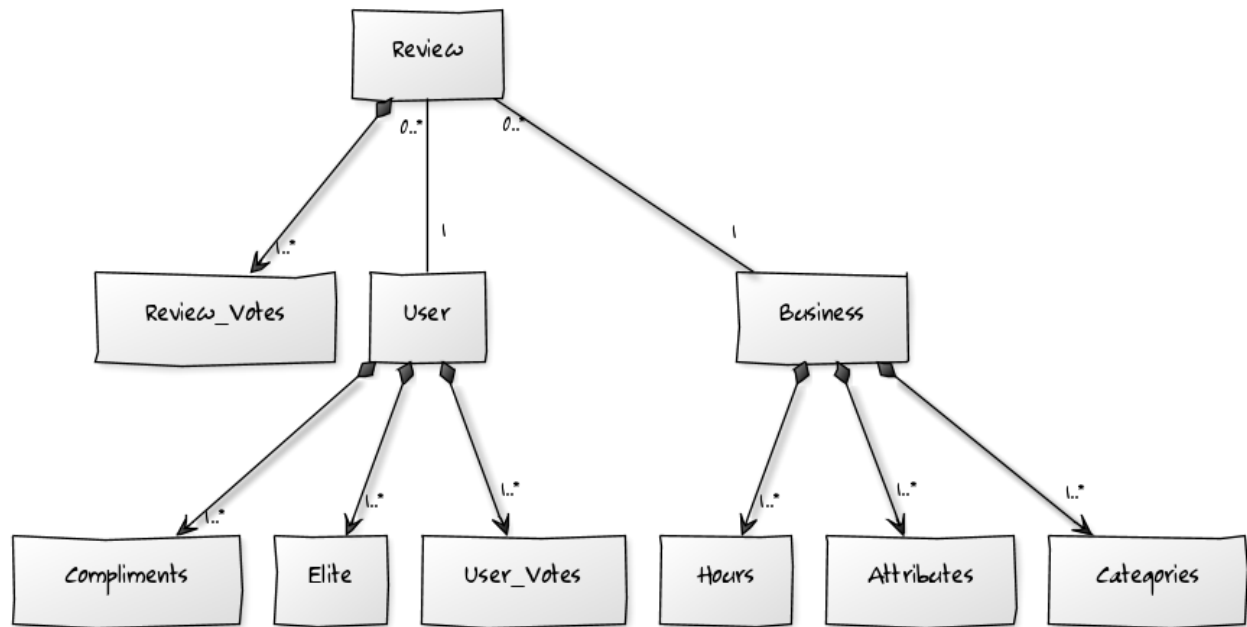 Review
0..*
0..*
1
1
1..*
Review_Votes
User
Business
1..*
1..*
1..*
1..*
1..*
1..*
Compliments
Elite
User_Votes
Hours
Attributes
Categories